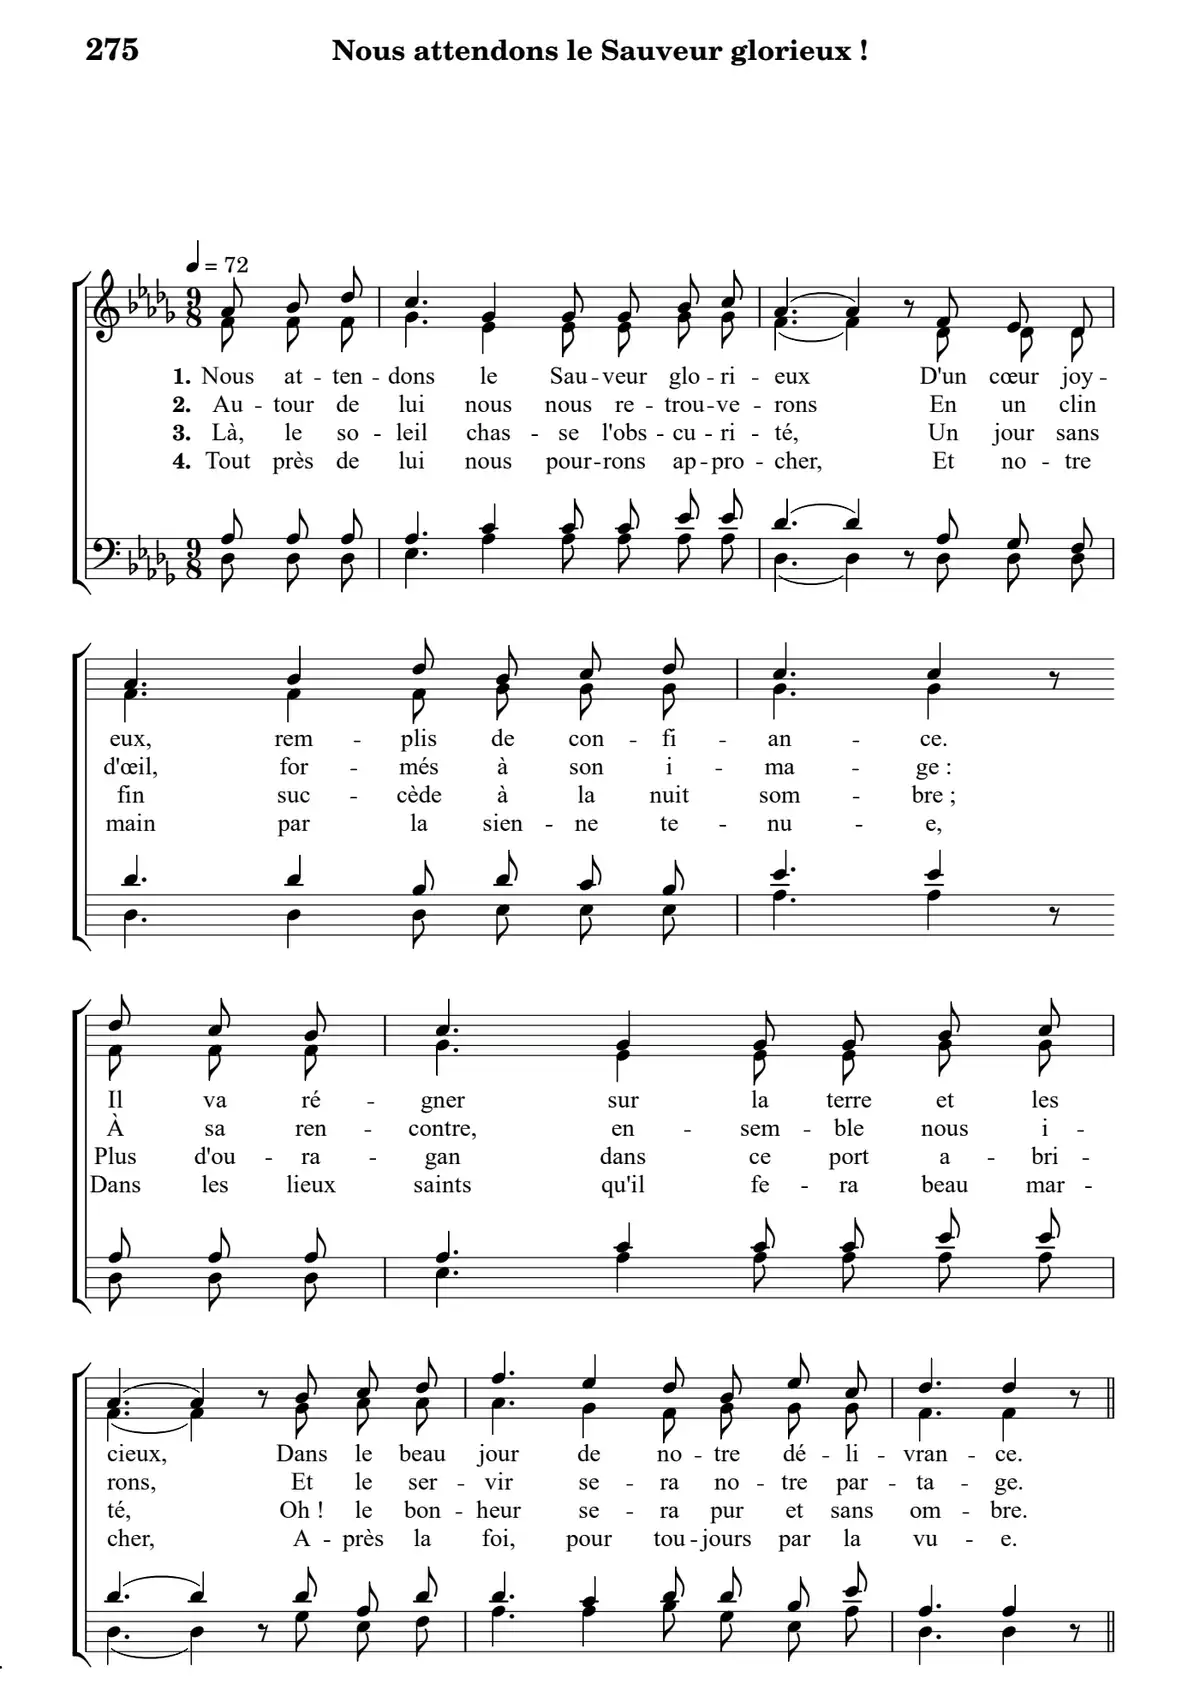 275 Nous attendons le Sauveur glorieux !
= 72
9
8
1. Nous at - ten - dons le Sau - veur glo - ri - eux D'un cœur joy -
2. Au - tour de lui nous nous re - trou - ve - rons En un clin
3. Là, le so - leil chas - se l'obs - cu - ri - té, Un jour sans
4. Tout près de lui nous pour - rons ap - pro - cher, Et no - tre
9
8
eux, rem - plis de con - fi - an - ce.
d'œil, for - més à son i - ma - ge :
fin suc - cède à la nuit som - bre ;
main par la sien - ne te - nu - e,
Il va ré - gner sur la terre et les
À sa ren - contre, en - sem - ble nous i -
Plus d'ou - ra - gan dans ce port a - bri -
Dans les lieux saints qu'il fe - ra beau mar -
cieux, Dans le beau jour de no - tre dé - li - vran - ce.
rons, Et le ser - vir se - ra no - tre par - ta - ge.
té, Oh ! le bon - heur se - ra pur et sans om - bre.
cher, A - près la foi, pour tou - jours par la vu - e.
.